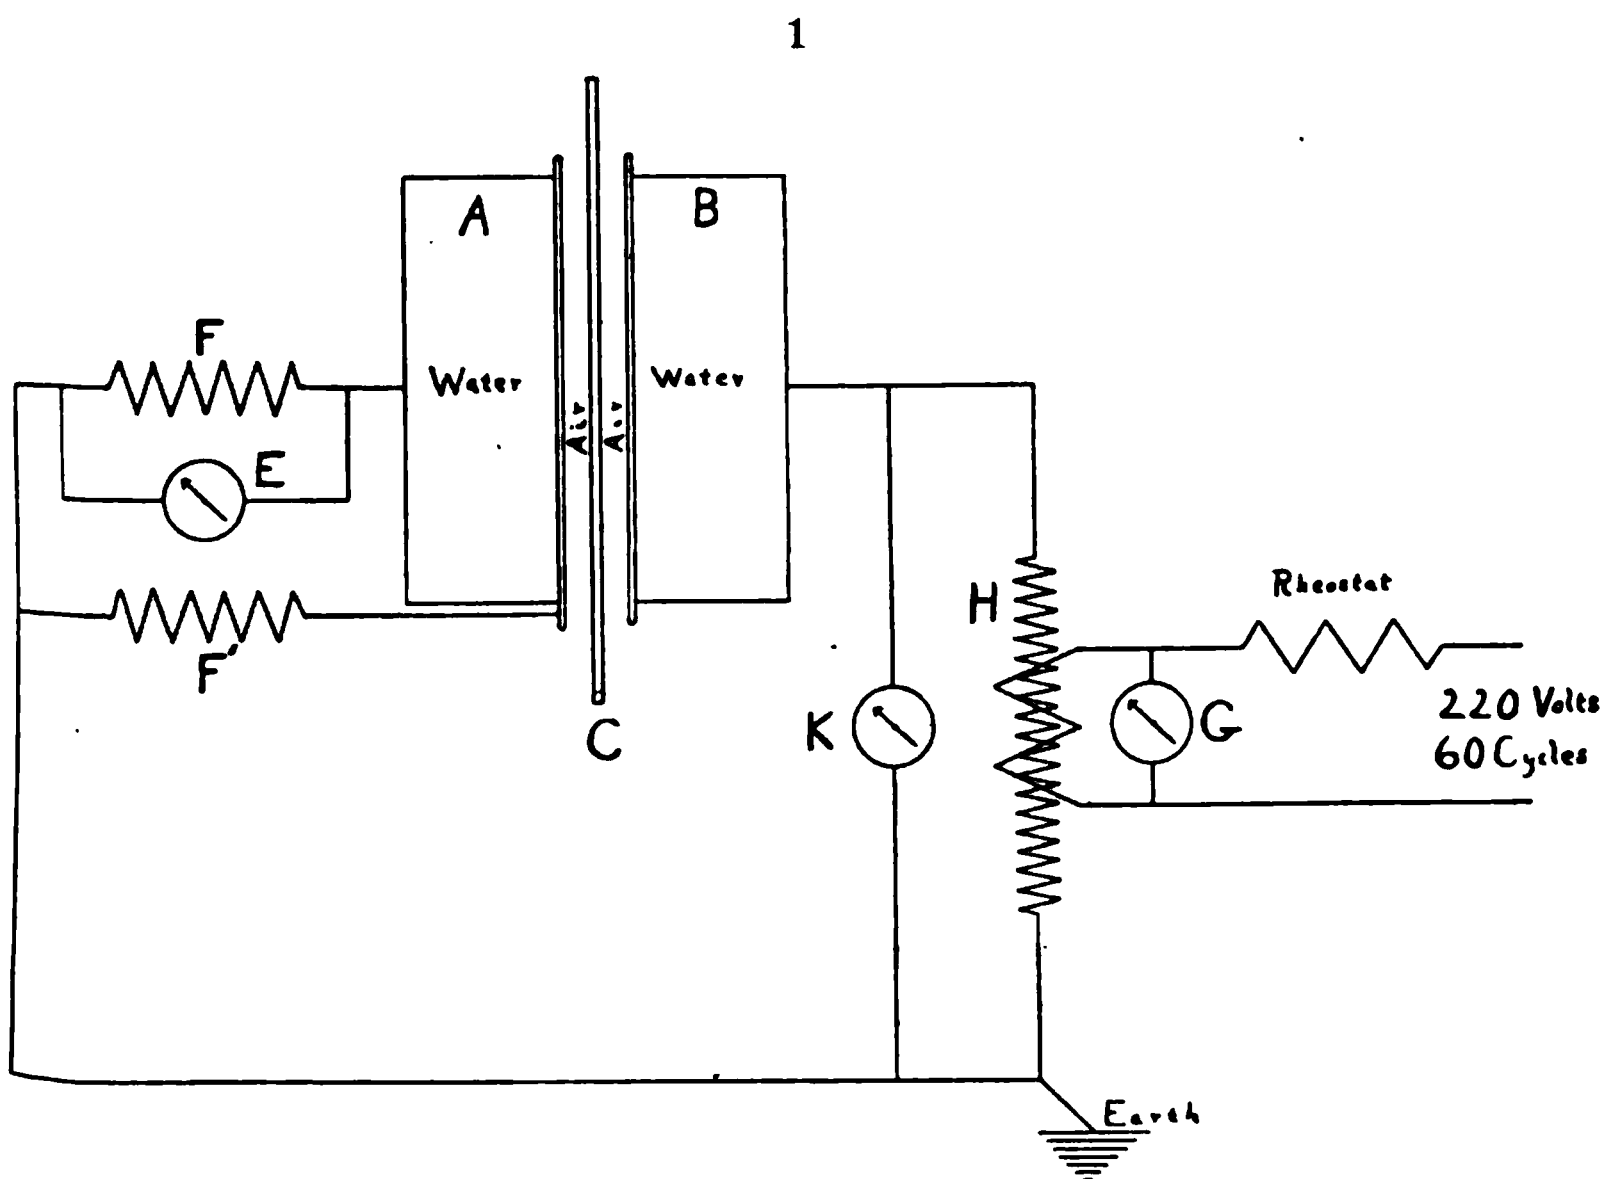 1
A
B
F
Water
Water
Air
Air
E
H
Rheostat
F'
K
G
220 Volts
60 Cycles
C
Earth